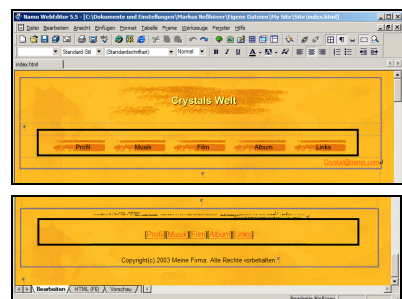 Namo WebEditor 5.5 - [C:\Dokumente und Einstellungen\Markus Neßhöver\Eigene Dateien\My Site\Site\index.html]
Datei Bearbeiten Ansicht Einfügen Format Tabelle Frame Werkzeuge Fenster Hilfe
Standard-Stil (Standardschriftart) Normal B I U A A
index.html
Crystals Welt
Profil Musik Film Album Links
Crystal@namo.com
[Profil][Musik][Film][Album][Links]
Copyright(c) 2003 Meine Firma. Alle Rechte vorbehalten.
Bearbeiten HTML (F6) Vorschau